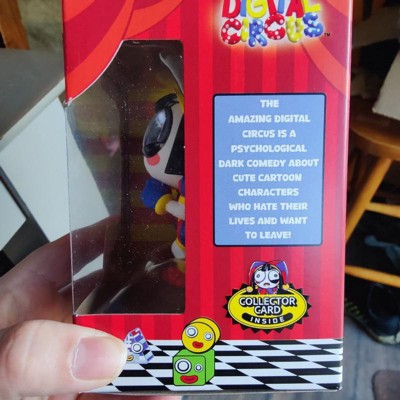 DIGITAL
CIRCUS™
THE
AMAZING DIGITAL
CIRCUS IS A
PSYCHOLOGICAL
DARK COMEDY ABOUT
CUTE CARTOON
CHARACTERS
WHO HATE THEIR
LIVES AND WANT
TO LEAVE!
COLLECTOR
CARD
INSIDE